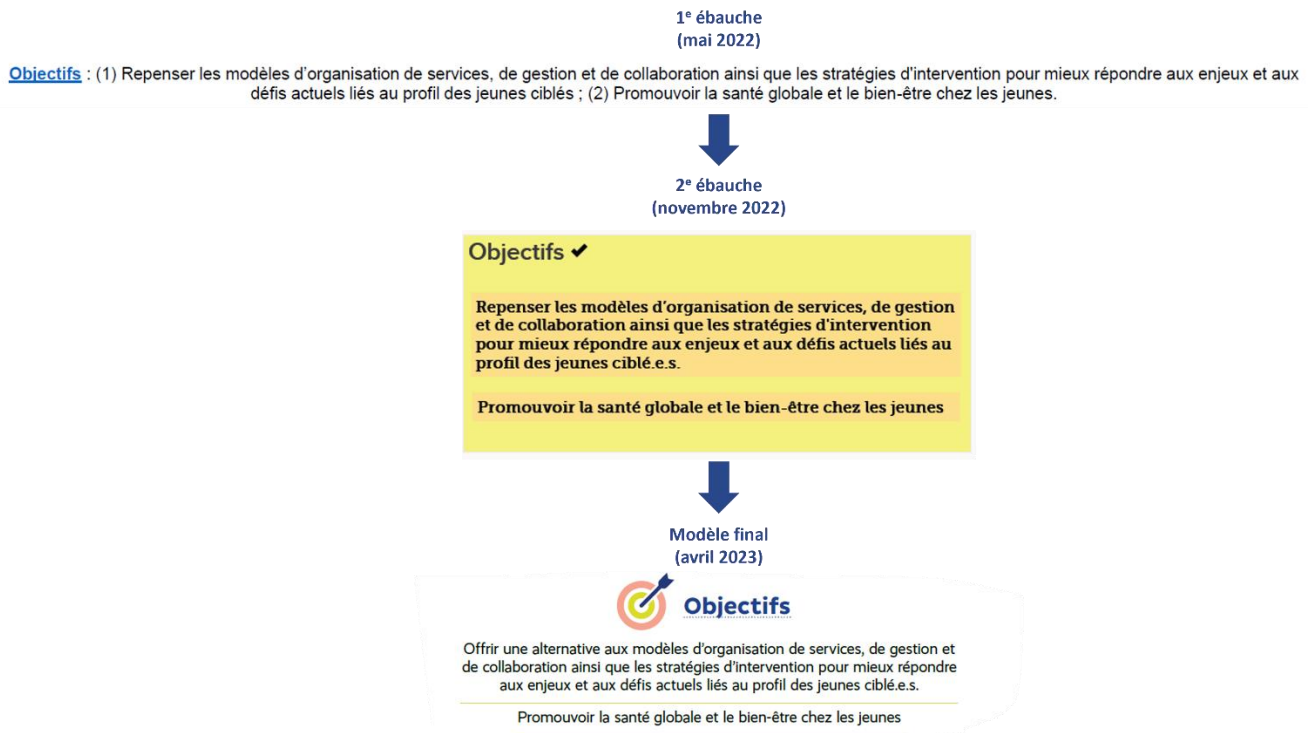 1e ébauche
(mai 2022)
Objectifs : (1) Repenser les modèles d'organisation de services, de gestion et de collaboration ainsi que les stratégies d'intervention pour mieux répondre aux enjeux et aux
défis actuels liés au profil des jeunes ciblés ; (2) Promouvoir la santé globale et le bien-être chez les jeunes.
2e ébauche
(novembre 2022)
Objectifs ✔
Repenser les modèles d'organisation de services, de gestion
et de collaboration ainsi que les stratégies d'intervention
pour mieux répondre aux enjeux et aux défis actuels liés au
profil des jeunes ciblé.e.s.
Promouvoir la santé globale et le bien-être chez les jeunes
Modèle final
(avril 2023)
Objectifs
Offrir une alternative aux modèles d'organisation de services, de gestion et
de collaboration ainsi que les stratégies d'intervention pour mieux répondre
aux enjeux et aux défis actuels liés au profil des jeunes ciblé.e.s.
Promouvoir la santé globale et le bien-être chez les jeunes